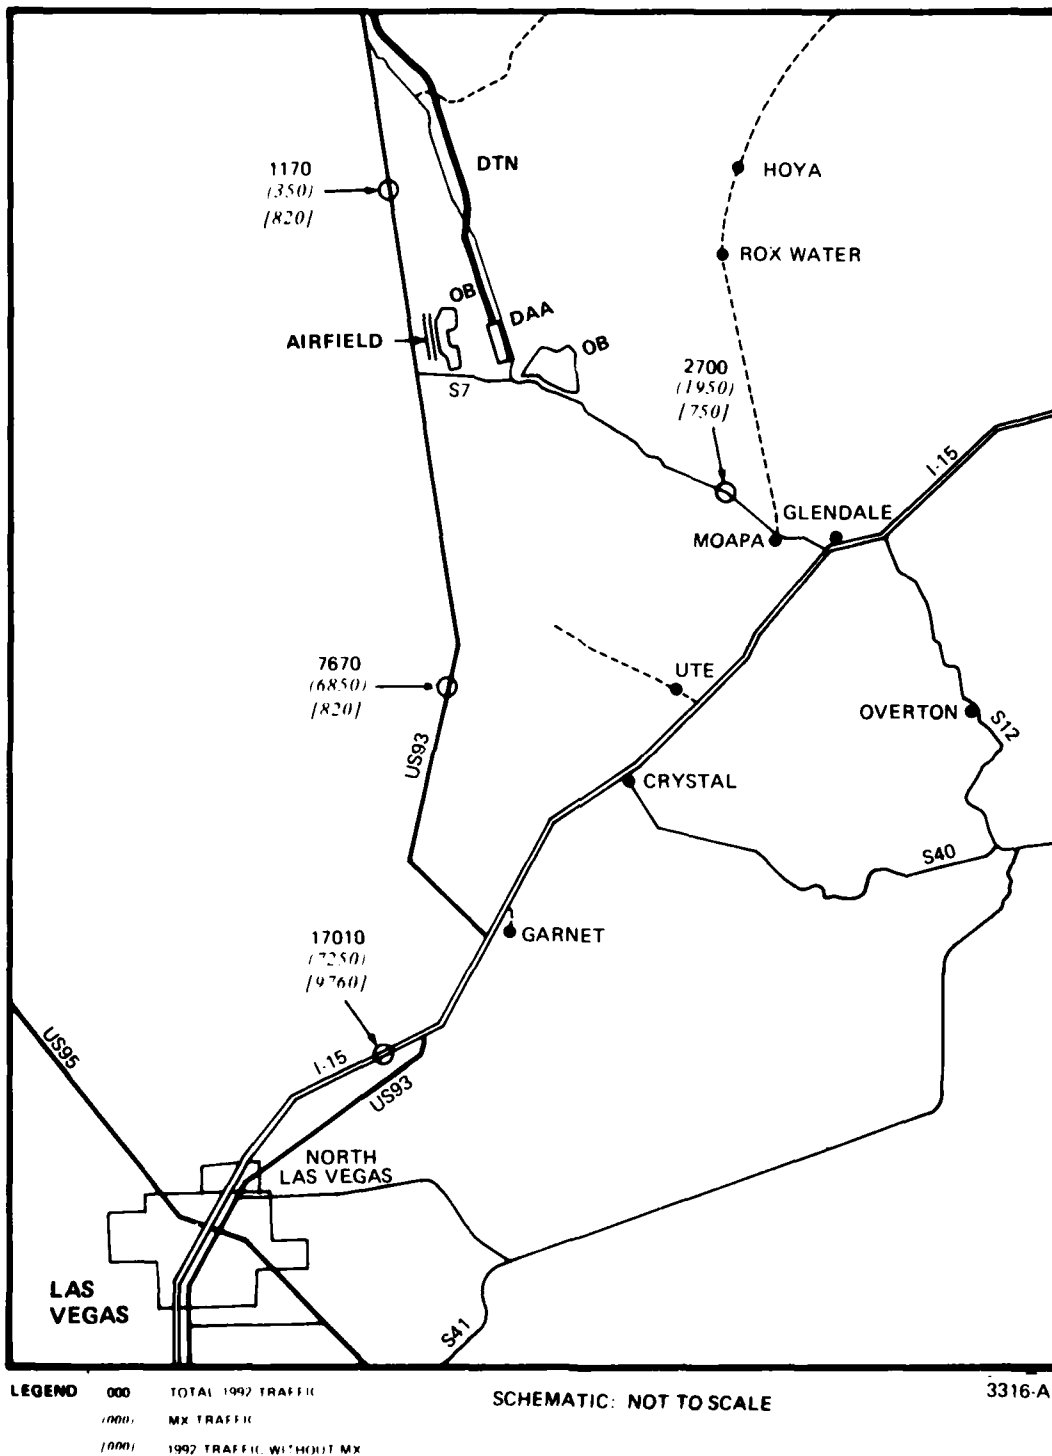 1170
(350)
[820]
DTN
HOYA
ROX WATER
OB
DAA
AIRFIELD
OB
S7
2700
(1950)
[750]
I-15
GLENDALE
MOAPA
7670
(6850)
[820]
UTE
OVERTON
S12
US93
CRYSTAL
S40
17010
(7250)
[9760]
GARNET
US95
I-15
US93
NORTH
LAS VEGAS
LAS
VEGAS
S41
LEGEND 000 TOTAL 1992 TRAFFIC
(000) MX TRAFFIC
[000] 1992 TRAFFIC WITHOUT MX
SCHEMATIC: NOT TO SCALE
3316-A